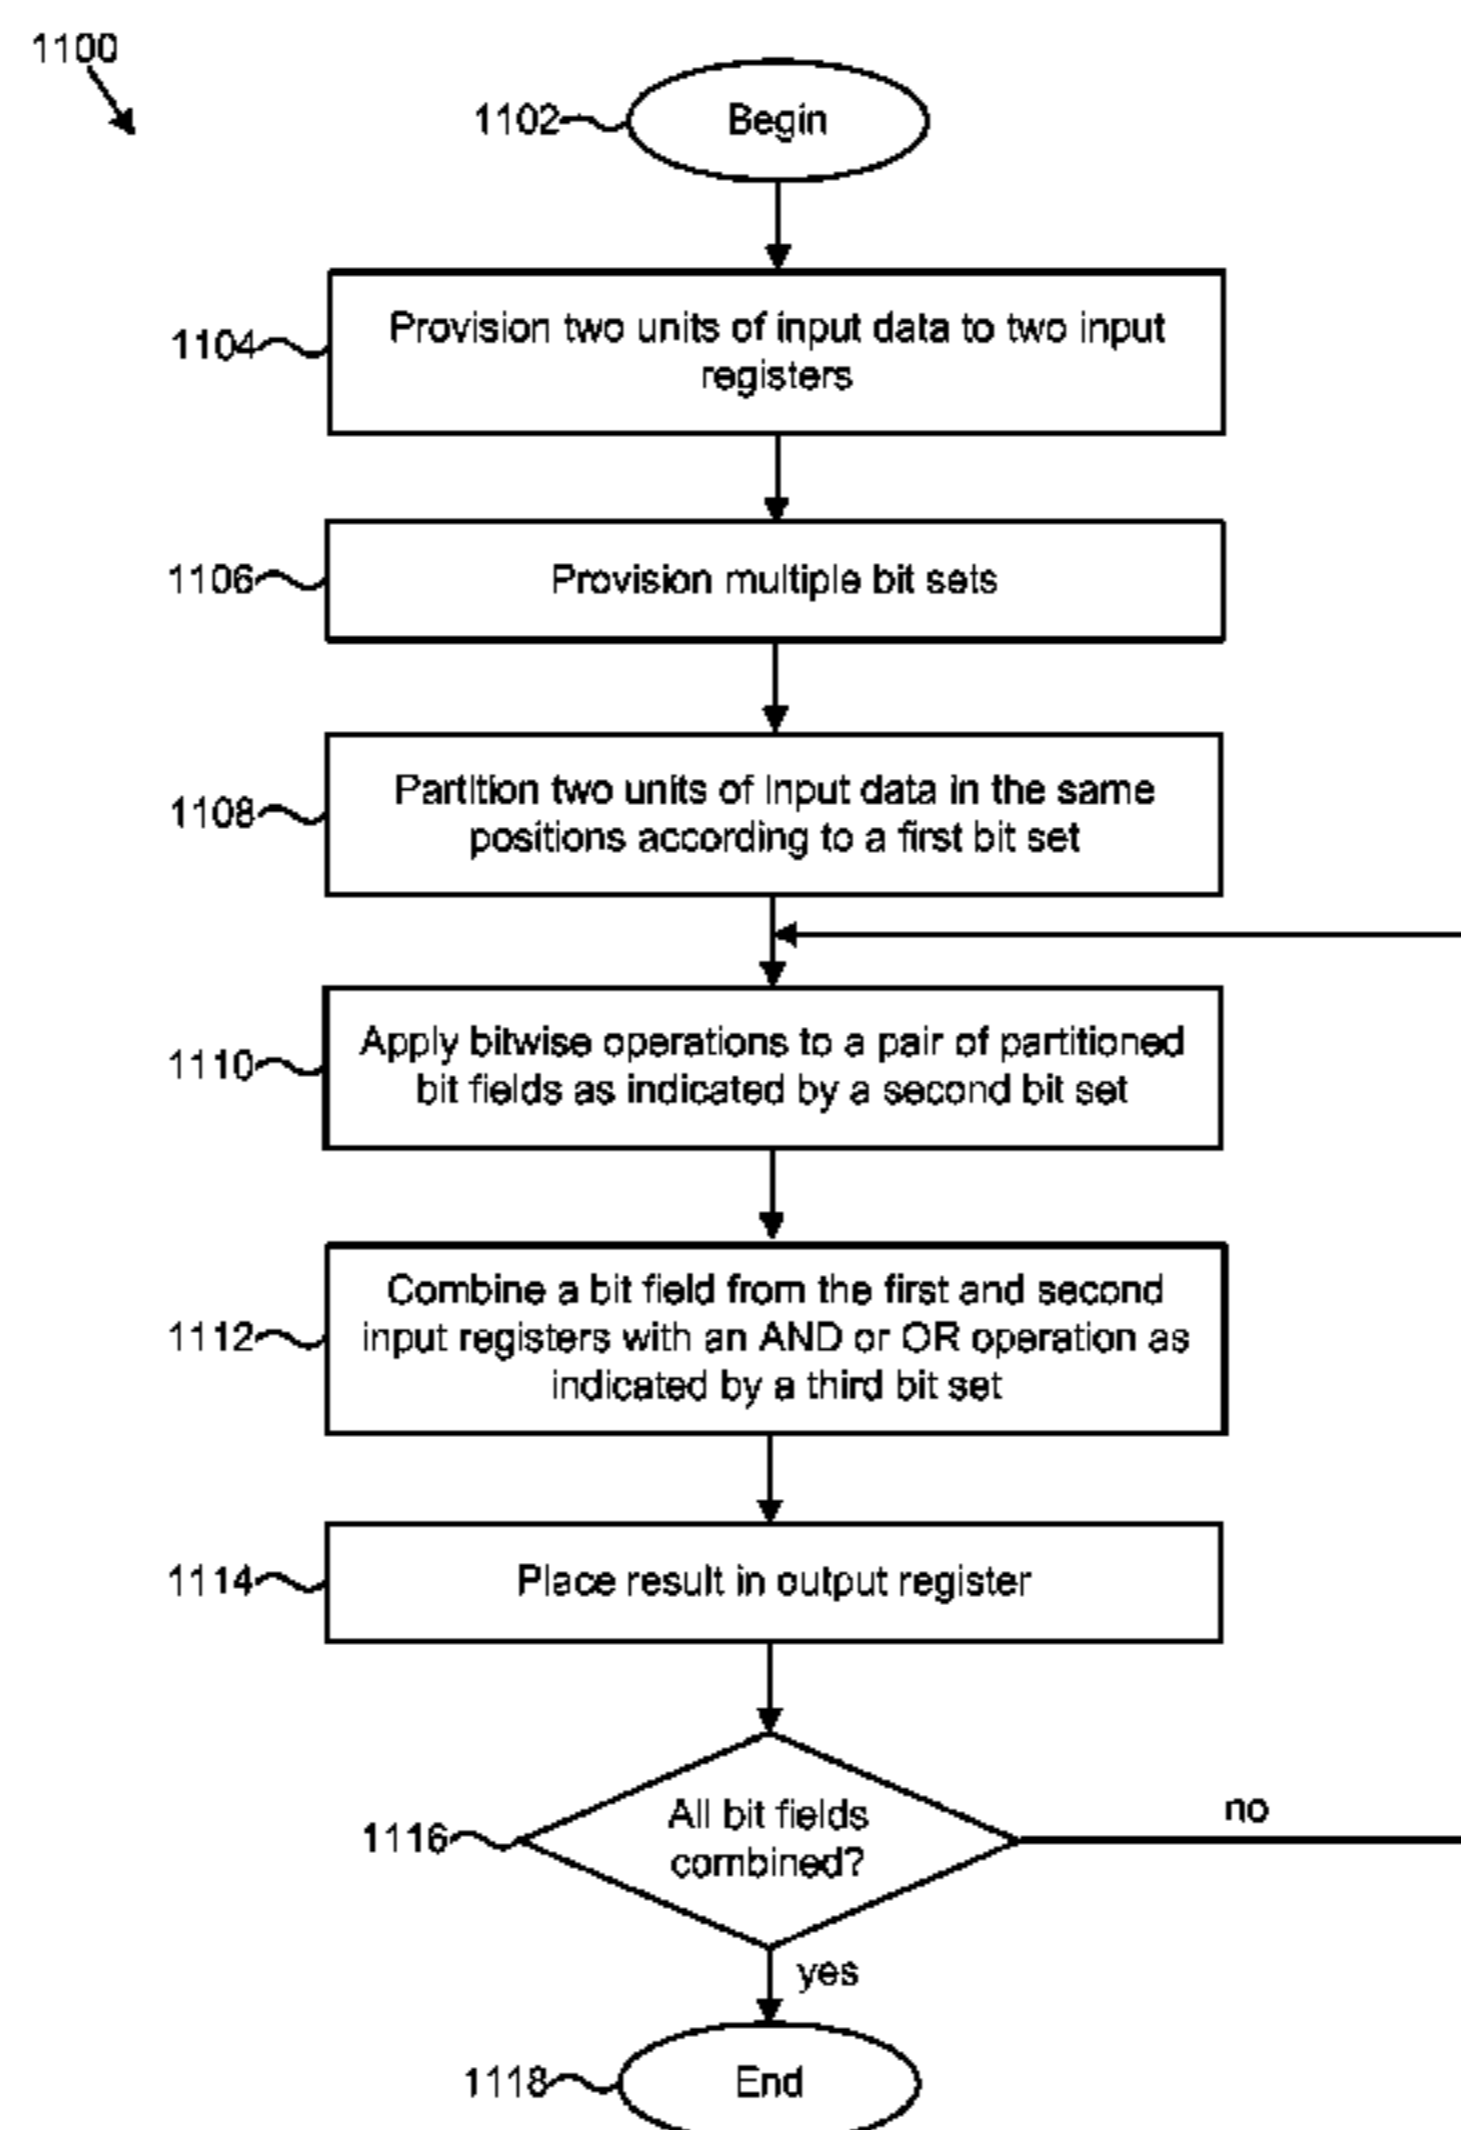 1100
1102
Begin
1104
Provision two units of input data to two input
registers
1106
Provision multiple bit sets
1108
Partition two units of input data in the same
positions according to a first bit set
1110
Apply bitwise operations to a pair of partitioned
bit fields as indicated by a second bit set
1112
Combine a bit field from the first and second
input registers with an AND or OR operation as
indicated by a third bit set
1114
Place result in output register
1116
All bit fields
combined?
no
yes
1118
End